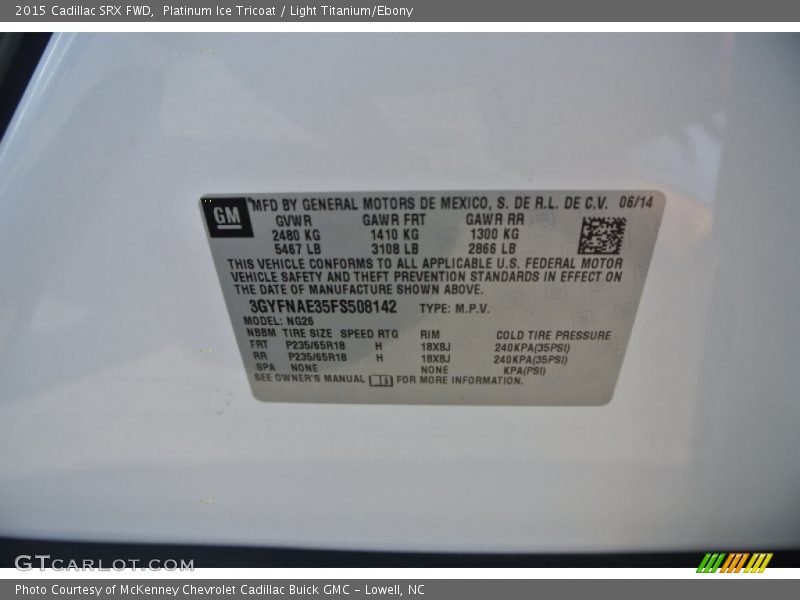 2015 Cadillac SRX FWD, Platinum Ice Tricoat / Light Titanium/Ebony
GM
MFD BY GENERAL MOTORS DE MEXICO, S. DE R.L. DE C.V. 06/14
GVWR GAWR FRT GAWR RR
2480 KG 1410 KG 1300 KG
5467 LB 3108 LB 2866 LB
THIS VEHICLE CONFORMS TO ALL APPLICABLE U.S. FEDERAL MOTOR
VEHICLE SAFETY AND THEFT PREVENTION STANDARDS IN EFFECT ON
THE DATE OF MANUFACTURE SHOWN ABOVE.
3GYFNAE35FS508142 TYPE: M.P.V.
MODEL: NG26
NBBM TIRE SIZE SPEED RTG RIM COLD TIRE PRESSURE
FRT P235/65R18 H 18X8J 240KPA(35PSI)
RR P235/65R18 H 18X8J 240KPA(35PSI)
SPA NONE NONE KPA(PSI)
SEE OWNER'S MANUAL FOR MORE INFORMATION.
GTCARLOT.COM
Photo Courtesy of McKenney Chevrolet Cadillac Buick GMC - Lowell, NC